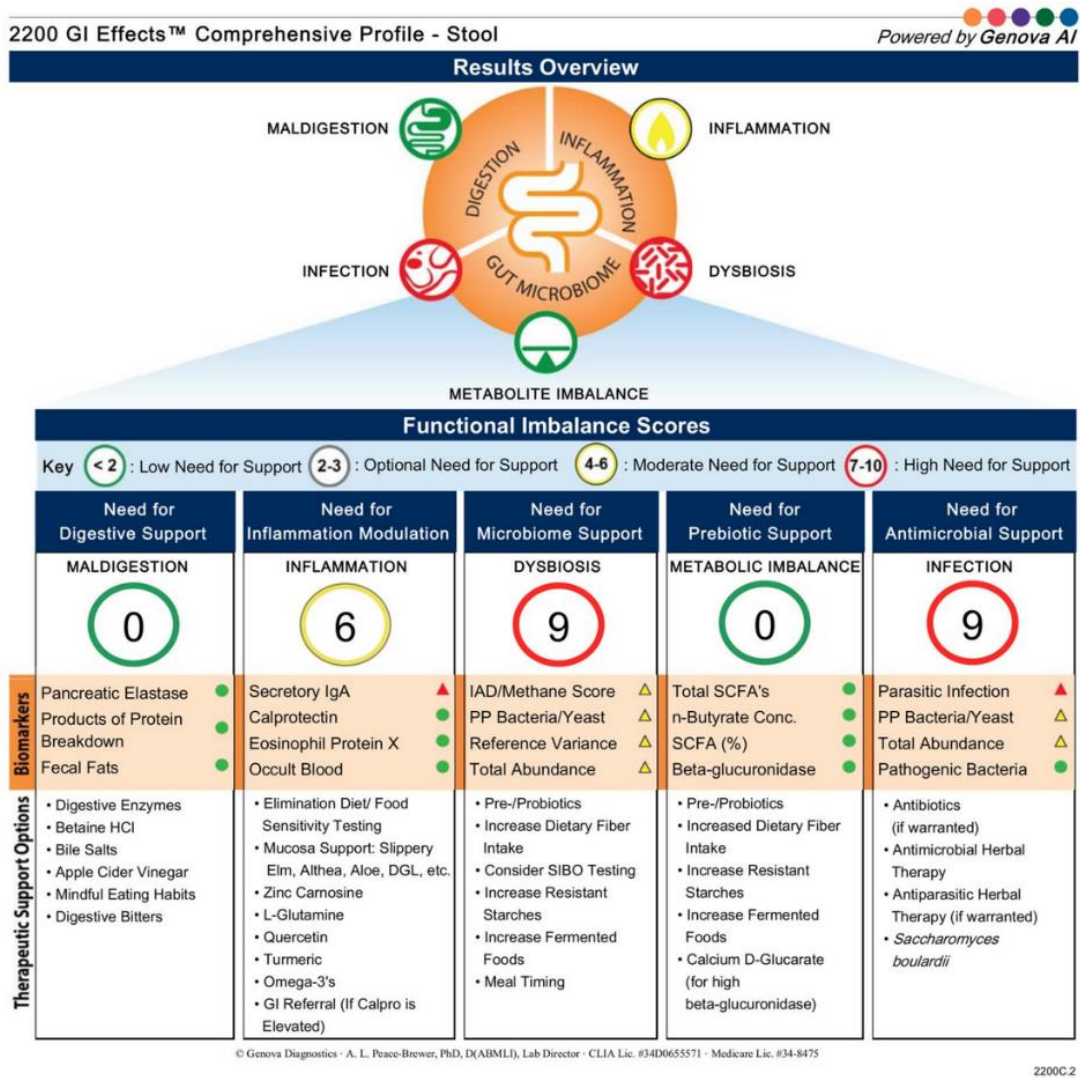 2200 GI Effects™ Comprehensive Profile - Stool
Powered by Genova AI
Results Overview
MALDIGESTION
INFLAMMATION
DIGESTION
INFLAMMATION
GUT MICROBIOME
INFECTION
DYSBIOSIS
METABOLITE IMBALANCE
Functional Imbalance Scores
Key < 2 : Low Need for Support 2-3 : Optional Need for Support 4-6 : Moderate Need for Support 7-10 : High Need for Support
Need for
Digestive Support
MALDIGESTION
0
Pancreatic Elastase
Products of Protein
Breakdown
Fecal Fats
• Digestive Enzymes
• Betaine HCl
• Bile Salts
• Apple Cider Vinegar
• Mindful Eating Habits
• Digestive Bitters
Need for
Inflammation Modulation
INFLAMMATION
6
Secretory IgA
Calprotectin
Eosinophil Protein X
Occult Blood
• Elimination Diet/ Food
Sensitivity Testing
• Mucosa Support: Slippery
Elm, Althea, Aloe, DGL, etc.
• Zinc Carnosine
• L-Glutamine
• Quercetin
• Turmeric
• Omega-3's
• GI Referral (If Calpro is
Elevated)
Need for
Microbiome Support
DYSBIOSIS
9
IAD/Methane Score
PP Bacteria/Yeast
Reference Variance
Total Abundance
• Pre-/Probiotics
• Increase Dietary Fiber
Intake
• Consider SIBO Testing
• Increase Resistant
Starches
• Increase Fermented
Foods
• Meal Timing
Need for
Prebiotic Support
METABOLIC IMBALANCE
0
Total SCFA's
n-Butyrate Conc.
SCFA (%)
Beta-glucuronidase
• Pre-/Probiotics
• Increased Dietary Fiber
Intake
• Increase Resistant
Starches
• Increase Fermented
Foods
• Calcium D-Glucarate
(for high
beta-glucuronidase)
Need for
Antimicrobial Support
INFECTION
9
Parasitic Infection
PP Bacteria/Yeast
Total Abundance
Pathogenic Bacteria
• Antibiotics
(if warranted)
• Antimicrobial Herbal
Therapy
• Antiparasitic Herbal
Therapy (if warranted)
• Saccharomyces
boulardii
Biomarkers
Therapeutic Support Options
© Genova Diagnostics · A. L. Peace-Brewer, PhD, D(ABMLI), Lab Director · CLIA Lic. #34D0655571 · Medicare Lic. #34-8475
2200C.2